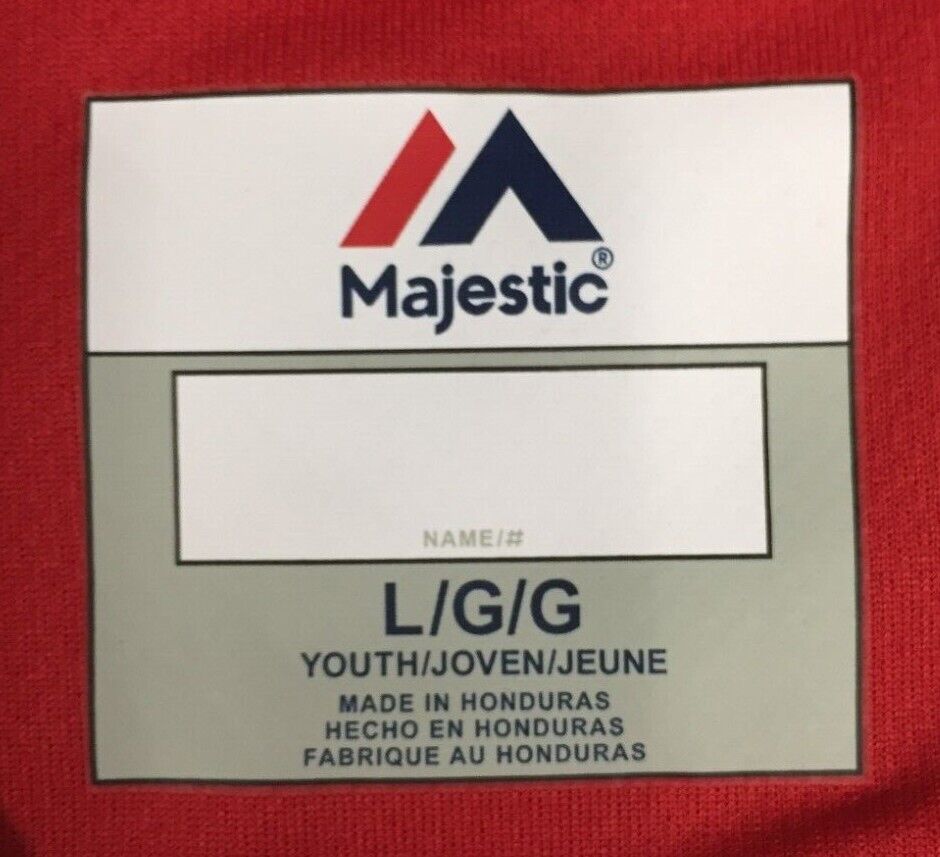 Majestic®
NAME/#
L/G/G
YOUTH/JOVEN/JEUNE
MADE IN HONDURAS
HECHO EN HONDURAS
FABRIQUE AU HONDURAS